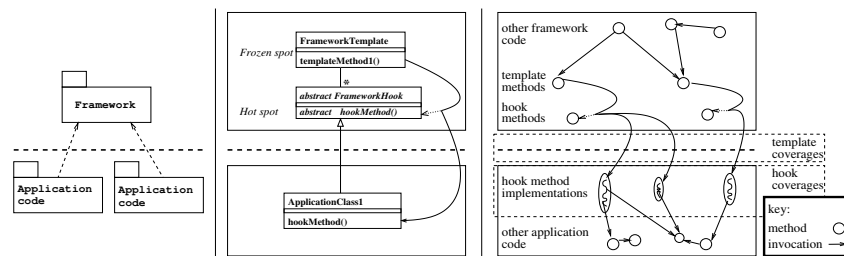 Framework
Application
code
Application
code
Frozen spot
FrameworkTemplate
templateMethod1()
*
Hot spot
abstract FrameworkHook
abstract hookMethod()
ApplicationClass1
hookMethod()
other framework
code
template
methods
hook
methods
template
coverages
hook
coverages
hook method
implementations
other application
code
key:
method
invocation